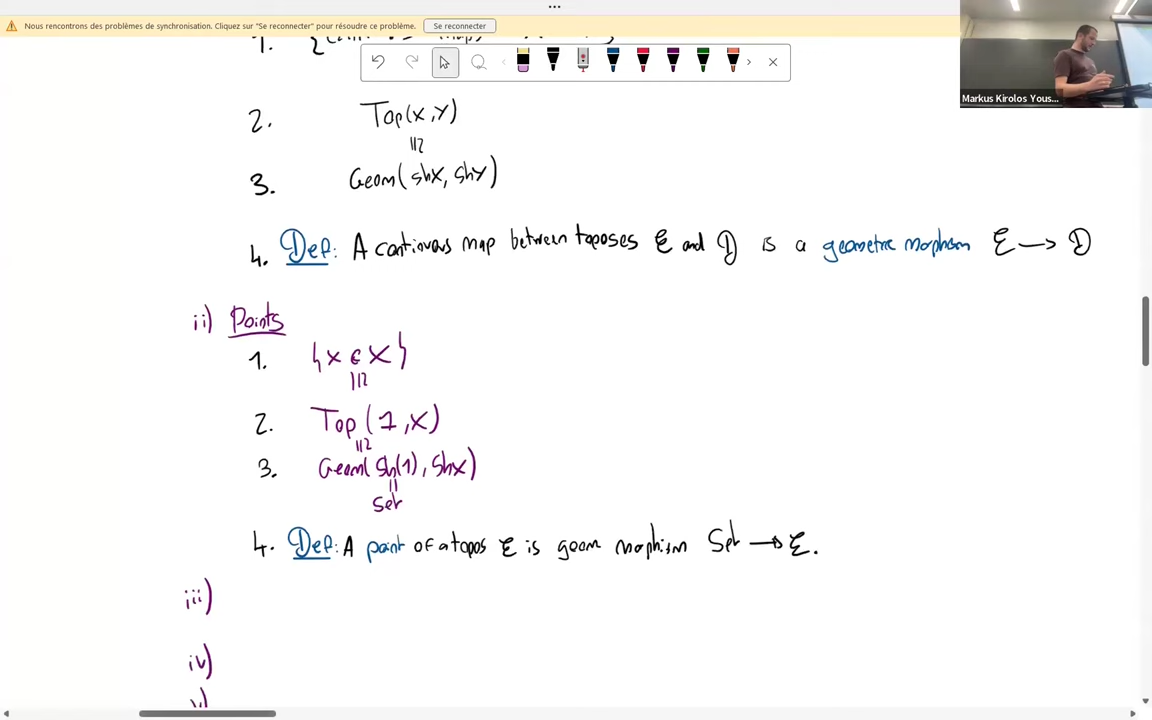 Nous rencontrons des problèmes de synchronisation. Cliquez sur "Se reconnecter" pour résoudre ce problème. Se reconnecter
Markus Kirolos Yous...
1.
2. Top(X,Y)
≅
3. Geom(ShX, ShY)
4. Def: A continuous map between toposes ℰ and 𝒟 is a geometric morphism ℰ → 𝒟
ii) Points
1. {x ∈ X}
≅
2. Top(1,X)
≅
3. Geom(Sh(1), ShX)
=
Set
4. Def: A point of a topos ℰ is geom morphism Set → ℰ.
iii)
iv)
v)